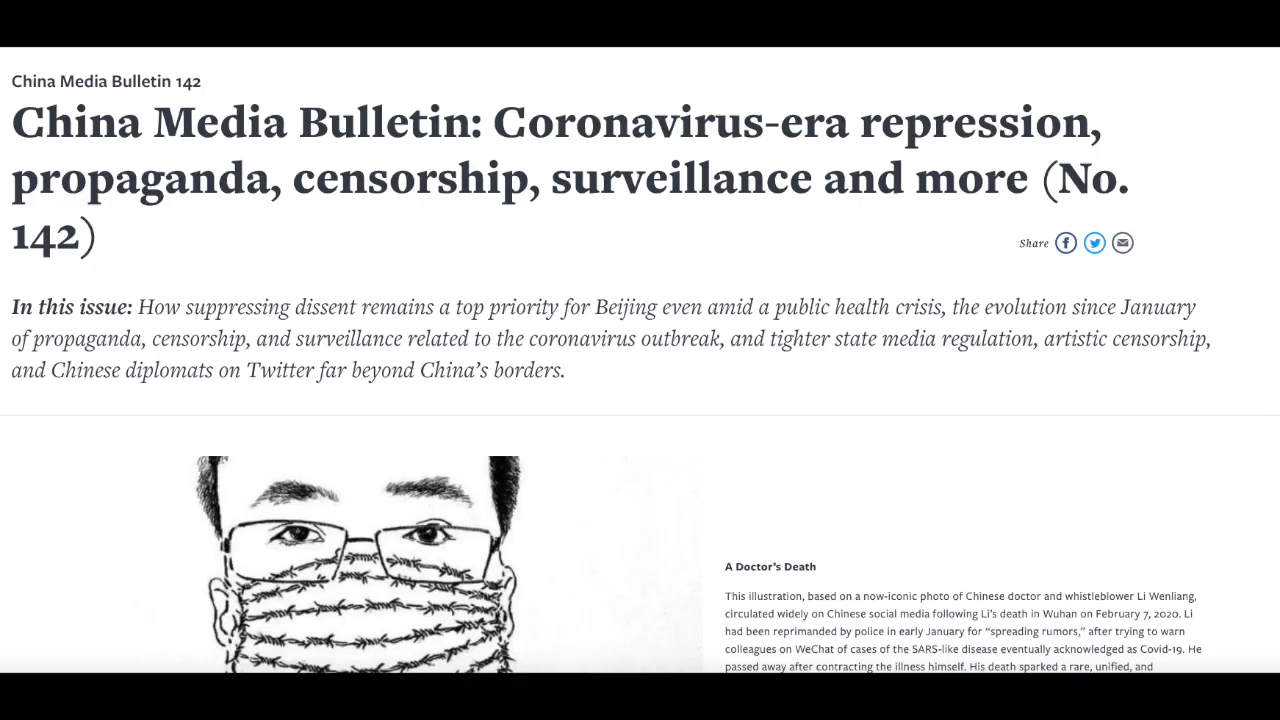 China Media Bulletin 142
China Media Bulletin: Coronavirus-era repression,
propaganda, censorship, surveillance and more (No.
142)
Share
In this issue: How suppressing dissent remains a top priority for Beijing even amid a public health crisis, the evolution since January
of propaganda, censorship, and surveillance related to the coronavirus outbreak, and tighter state media regulation, artistic censorship,
and Chinese diplomats on Twitter far beyond China’s borders.
A Doctor’s Death
This illustration, based on a now-iconic photo of Chinese doctor and whistleblower Li Wenliang,
circulated widely on Chinese social media following Li’s death in Wuhan on February 7, 2020. Li
had been reprimanded by police in early January for “spreading rumors,” after trying to warn
colleagues on WeChat of cases of the SARS-like disease eventually acknowledged as Covid-19. He
passed away after contracting the illness himself. His death sparked a rare, unified, and